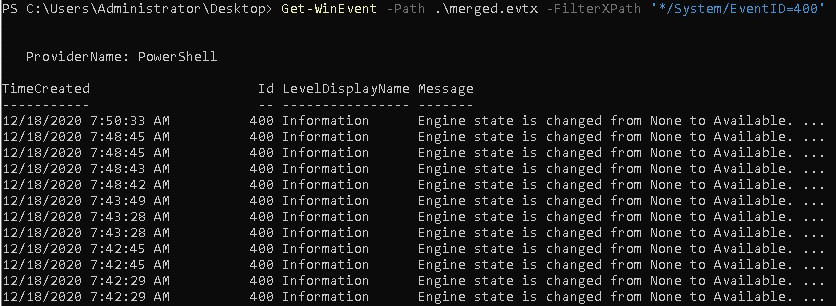 PS C:\Users\Administrator\Desktop> Get-WinEvent -Path .\merged.evtx -FilterXPath '*/System/EventID=400'
ProviderName: PowerShell
TimeCreated Id LevelDisplayName Message
----------- -- ---------------- -------
12/18/2020 7:50:33 AM 400 Information Engine state is changed from None to Available. ...
12/18/2020 7:48:45 AM 400 Information Engine state is changed from None to Available. ...
12/18/2020 7:48:45 AM 400 Information Engine state is changed from None to Available. ...
12/18/2020 7:48:43 AM 400 Information Engine state is changed from None to Available. ...
12/18/2020 7:48:42 AM 400 Information Engine state is changed from None to Available. ...
12/18/2020 7:43:49 AM 400 Information Engine state is changed from None to Available. ...
12/18/2020 7:43:28 AM 400 Information Engine state is changed from None to Available. ...
12/18/2020 7:43:28 AM 400 Information Engine state is changed from None to Available. ...
12/18/2020 7:42:45 AM 400 Information Engine state is changed from None to Available. ...
12/18/2020 7:42:45 AM 400 Information Engine state is changed from None to Available. ...
12/18/2020 7:42:29 AM 400 Information Engine state is changed from None to Available. ...
12/18/2020 7:42:29 AM 400 Information Engine state is changed from None to Available. ...